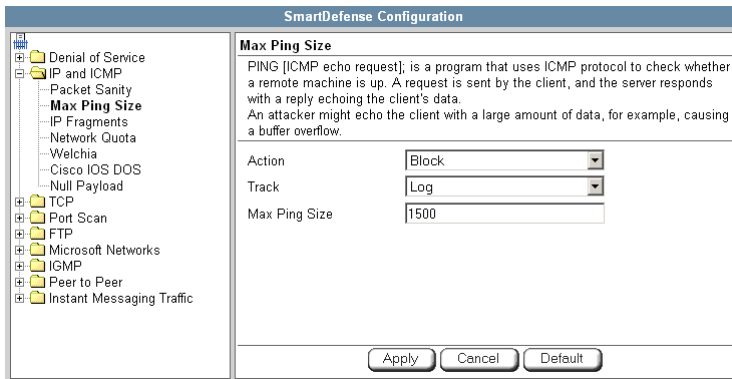 SmartDefense Configuration
Denial of Service
IP and ICMP
Packet Sanity
Max Ping Size
IP Fragments
Network Quota
Welchia
Cisco IOS DOS
Null Payload
TCP
Port Scan
FTP
Microsoft Networks
IGMP
Peer to Peer
Instant Messaging Traffic
Max Ping Size
PING [ICMP echo request]; is a program that uses ICMP protocol to check whether
a remote machine is up. A request is sent by the client, and the server responds
with a reply echoing the client's data.
An attacker might echo the client with a large amount of data, for example, causing
a buffer overflow.
Action Block
Track Log
Max Ping Size 1500
Apply Cancel Default